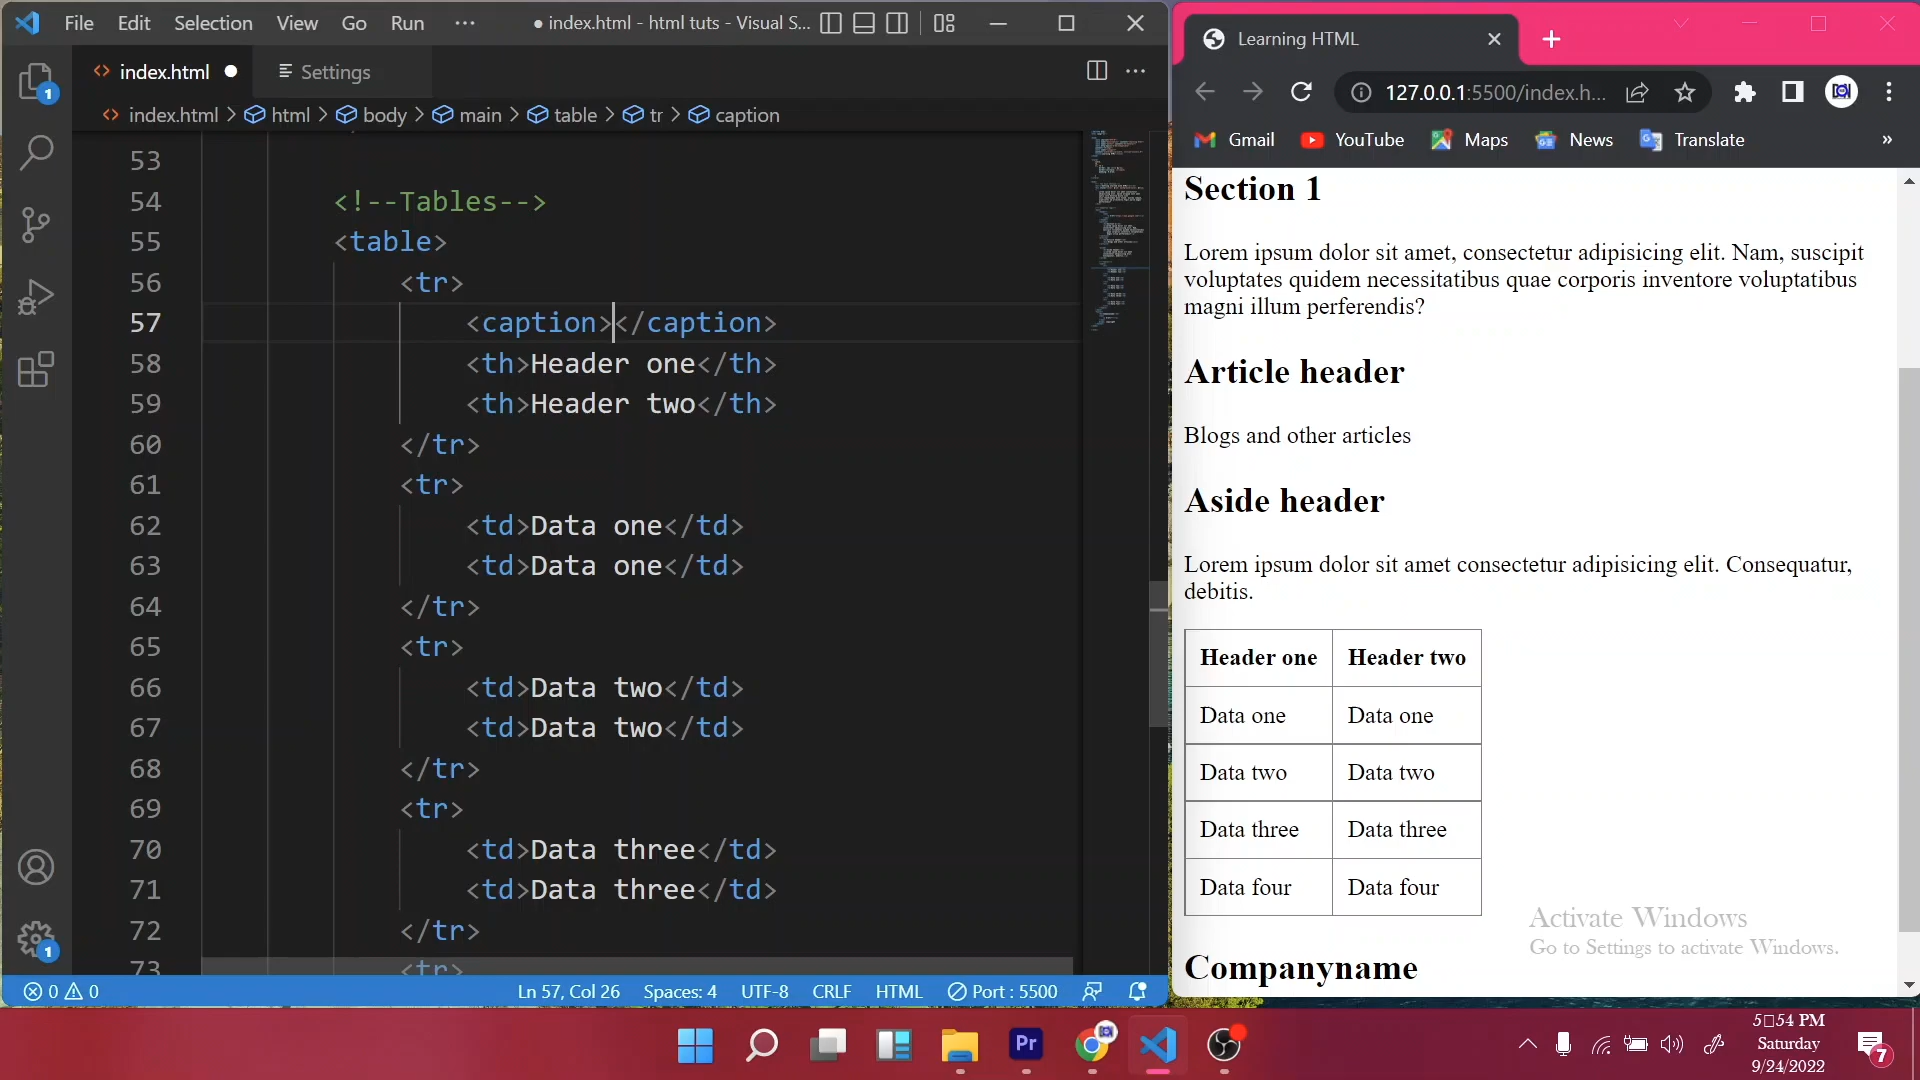 File Edit Selection View Go Run ··· ● index.html - html tuts - Visual S...
index.html ● Settings
index.html > html > body > main > table > tr > caption
53
54 <!--Tables-->
55 <table>
56 <tr>
57 <caption></caption>
58 <th>Header one</th>
59 <th>Header two</th>
60 </tr>
61 <tr>
62 <td>Data one</td>
63 <td>Data one</td>
64 </tr>
65 <tr>
66 <td>Data two</td>
67 <td>Data two</td>
68 </tr>
69 <tr>
70 <td>Data three</td>
71 <td>Data three</td>
72 </tr>
73 <tr>
1
1
0 0 Ln 57, Col 26 Spaces: 4 UTF-8 CRLF HTML Port : 5500
Learning HTML
127.0.0.1:5500/index.h...
Gmail YouTube Maps News Translate »
Section 1
Lorem ipsum dolor sit amet, consectetur adipisicing elit. Nam, suscipit
voluptates quidem necessitatibus quae corporis inventore voluptatibus
magni illum perferendis?
Article header
Blogs and other articles
Aside header
Lorem ipsum dolor sit amet consectetur adipisicing elit. Consequatur,
debitis.
Header one Header two
Data one Data one
Data two Data two
Data three Data three
Data four Data four
Activate Windows
Go to Settings to activate Windows.
Companyname
Pr
5□54 PM
Saturday
9/24/2022
7